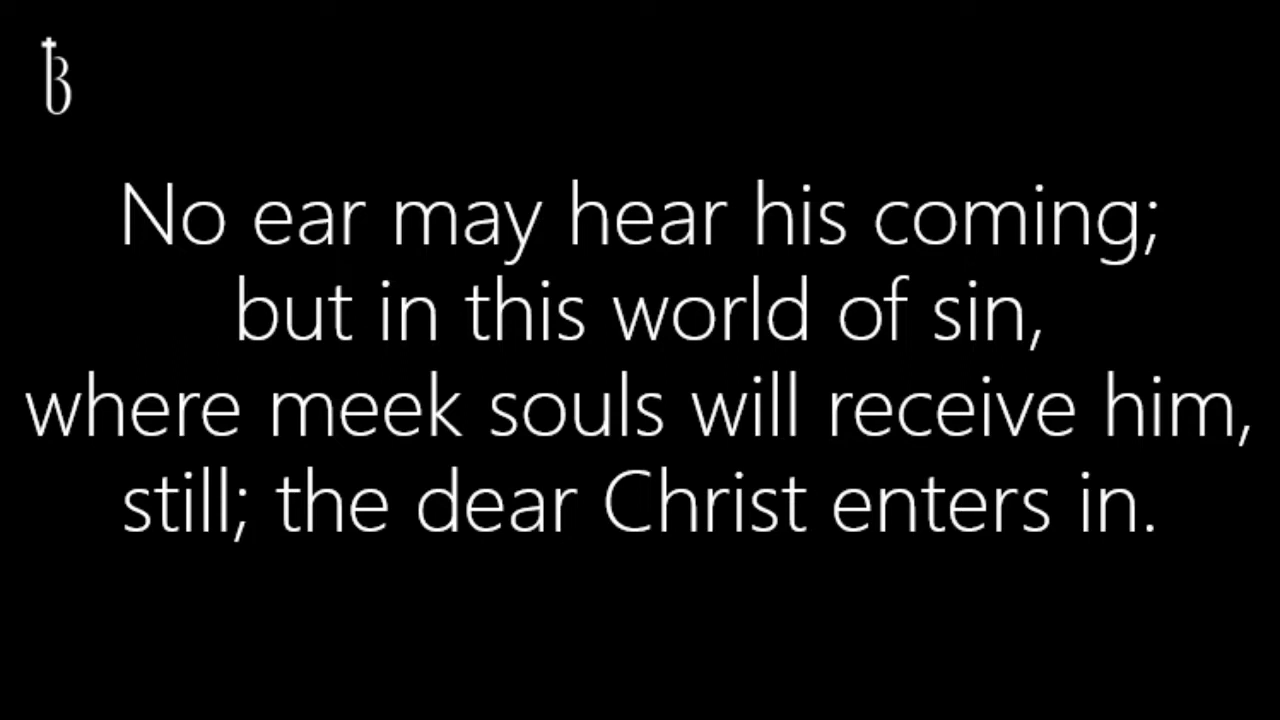 B
No ear may hear his coming;
but in this world of sin,
where meek souls will receive him,
still; the dear Christ enters in.